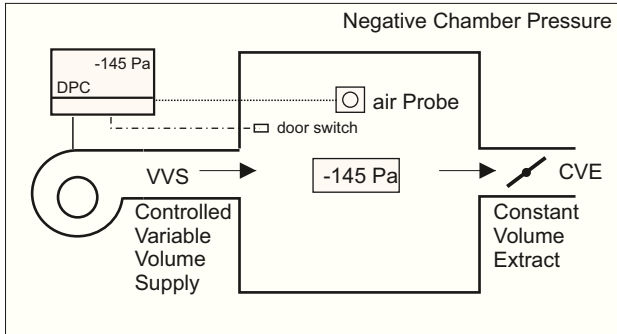 Negative Chamber Pressure
-145 Pa
DPC
air Probe
door switch
VVS
-145 Pa
CVE
Controlled
Variable
Volume
Supply
Constant
Volume
Extract